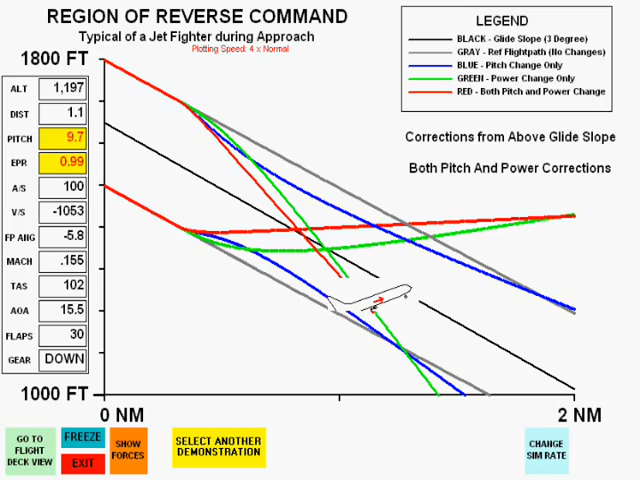 REGION OF REVERSE COMMAND
Typical of a Jet Fighter during Approach
Plotting Speed: 4 x Normal
LEGEND
BLACK - Glide Slope (3 Degree)
GRAY - Ref Flightpath (No Changes)
BLUE - Pitch Change Only
GREEN - Power Change Only
RED - Both Pitch and Power Change
Corrections from Above Glide Slope
Both Pitch And Power Corrections
1800 FT
ALT 1,197
DIST 1.1
PITCH 9.7
EPR 0.99
A/S 100
V/S -1053
FP ANG -5.8
MACH .155
TAS 102
AOA 15.5
FLAPS 30
GEAR DOWN
1000 FT
0 NM
2 NM
GO TO
FLIGHT
DECK VIEW
FREEZE
EXIT
SHOW
FORCES
SELECT ANOTHER
DEMONSTRATION
CHANGE
SIM RATE